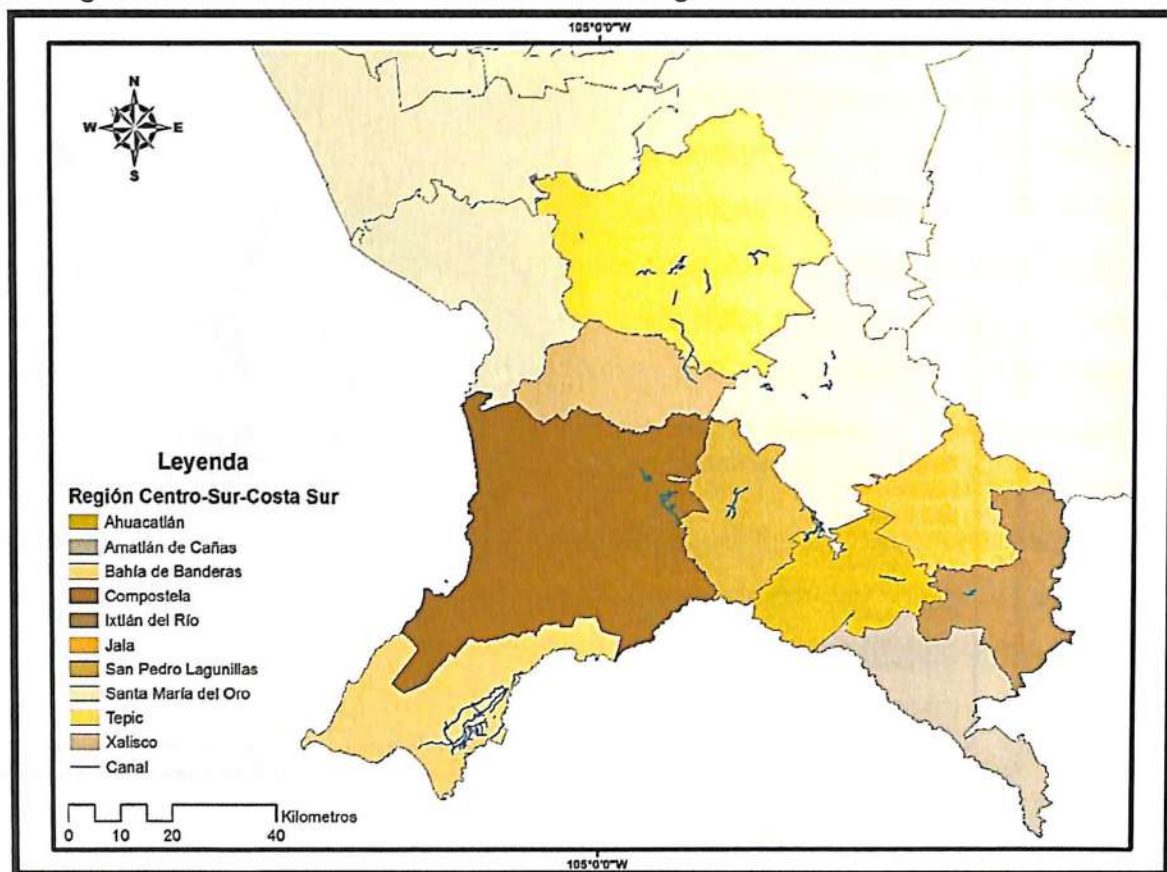 105°0'0"W
N
W E
S
Leyenda
Región Centro-Sur-Costa Sur
Ahuacatlán
Amatlán de Cañas
Bahía de Banderas
Compostela
Ixtlán del Río
Jala
San Pedro Lagunillas
Santa María del Oro
Tepic
Xalisco
Canal
Kilometros
0 10 20 40
105°0'0"W